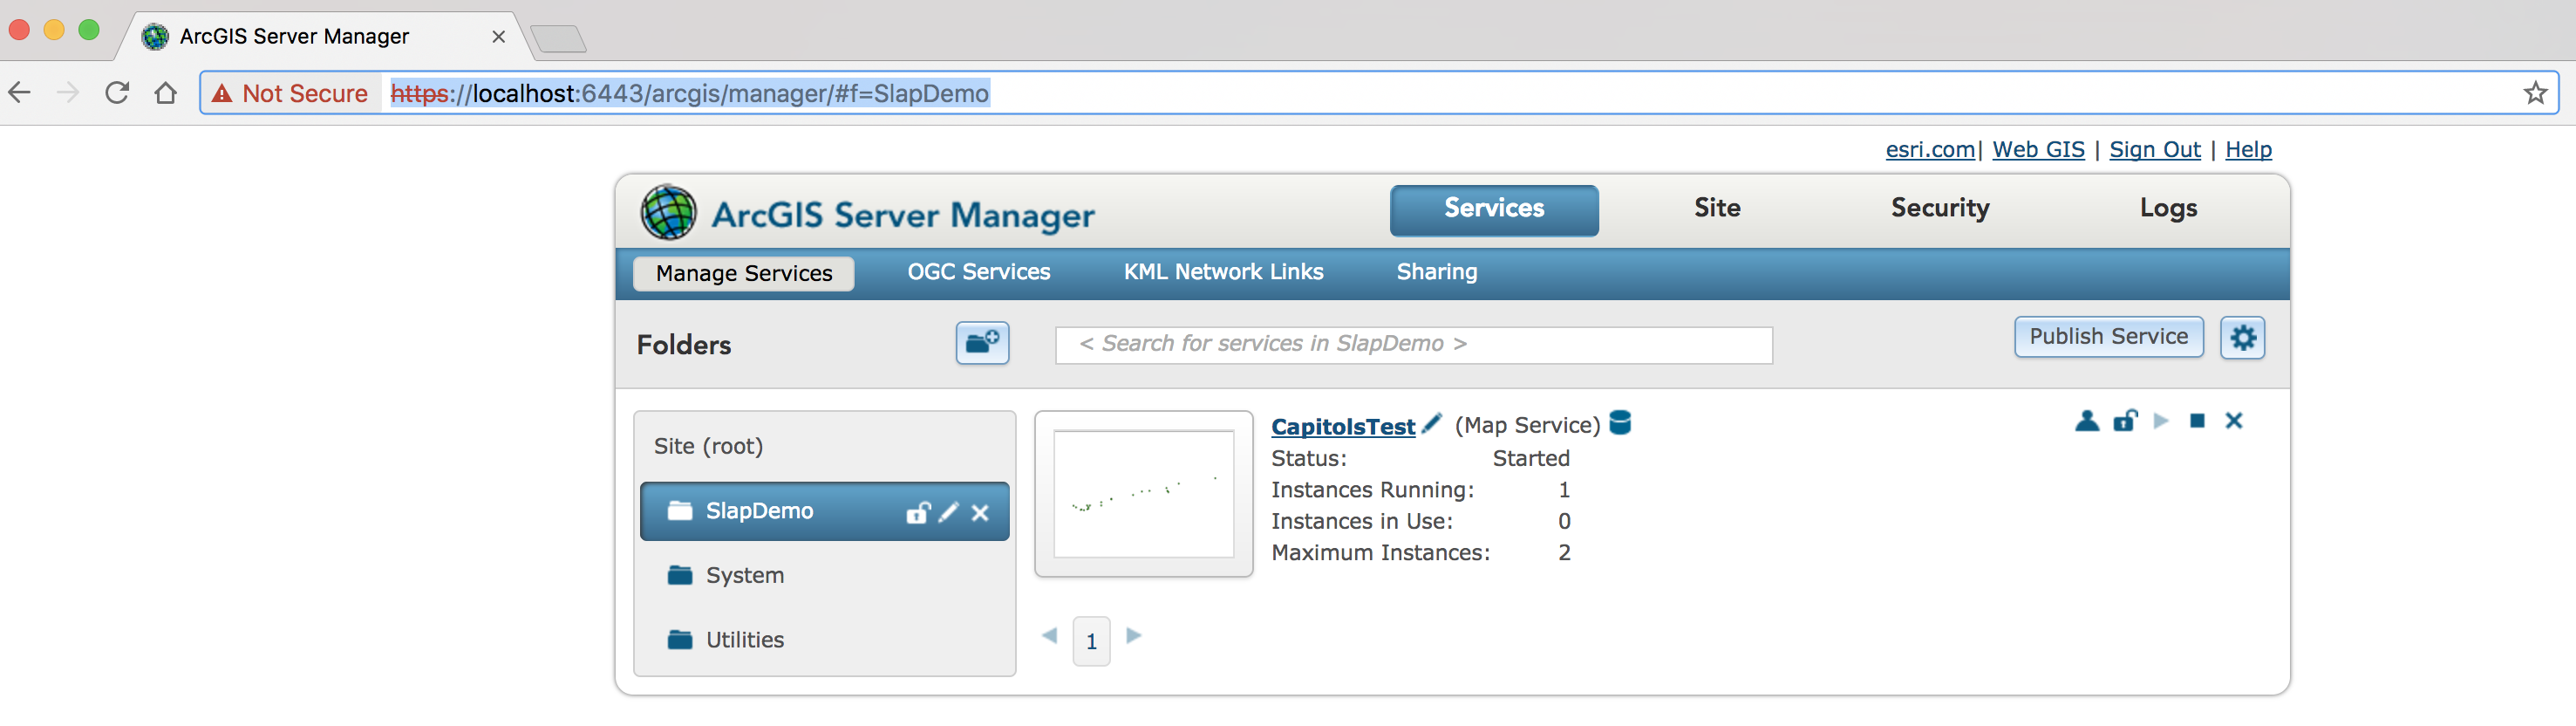 ArcGIS Server Manager
Not Secure https://localhost:6443/arcgis/manager/#f=SlapDemo
esri.com| Web GIS | Sign Out | Help
ArcGIS Server Manager Services Site Security Logs
Manage Services OGC Services KML Network Links Sharing
Folders < Search for services in SlapDemo > Publish Service
Site (root)
SlapDemo
System
Utilities
CapitolsTest (Map Service)
Status: Started
Instances Running: 1
Instances in Use: 0
Maximum Instances: 2
1